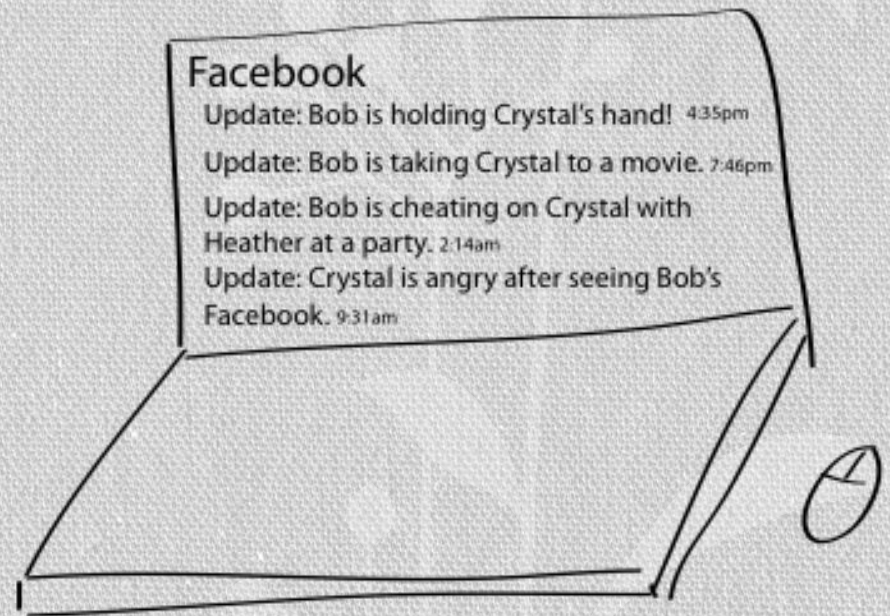 Facebook
Update: Bob is holding Crystal's hand! 4:35pm
Update: Bob is taking Crystal to a movie. 7:46pm
Update: Bob is cheating on Crystal with
Heather at a party. 2:14am
Update: Crystal is angry after seeing Bob's
Facebook. 9:31am